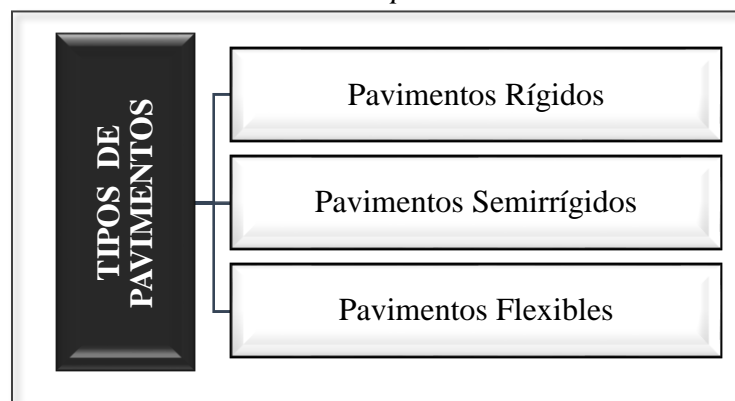 TIPOS DE
PAVIMENTOS
Pavimentos Rígidos
Pavimentos Semirrígidos
Pavimentos Flexibles